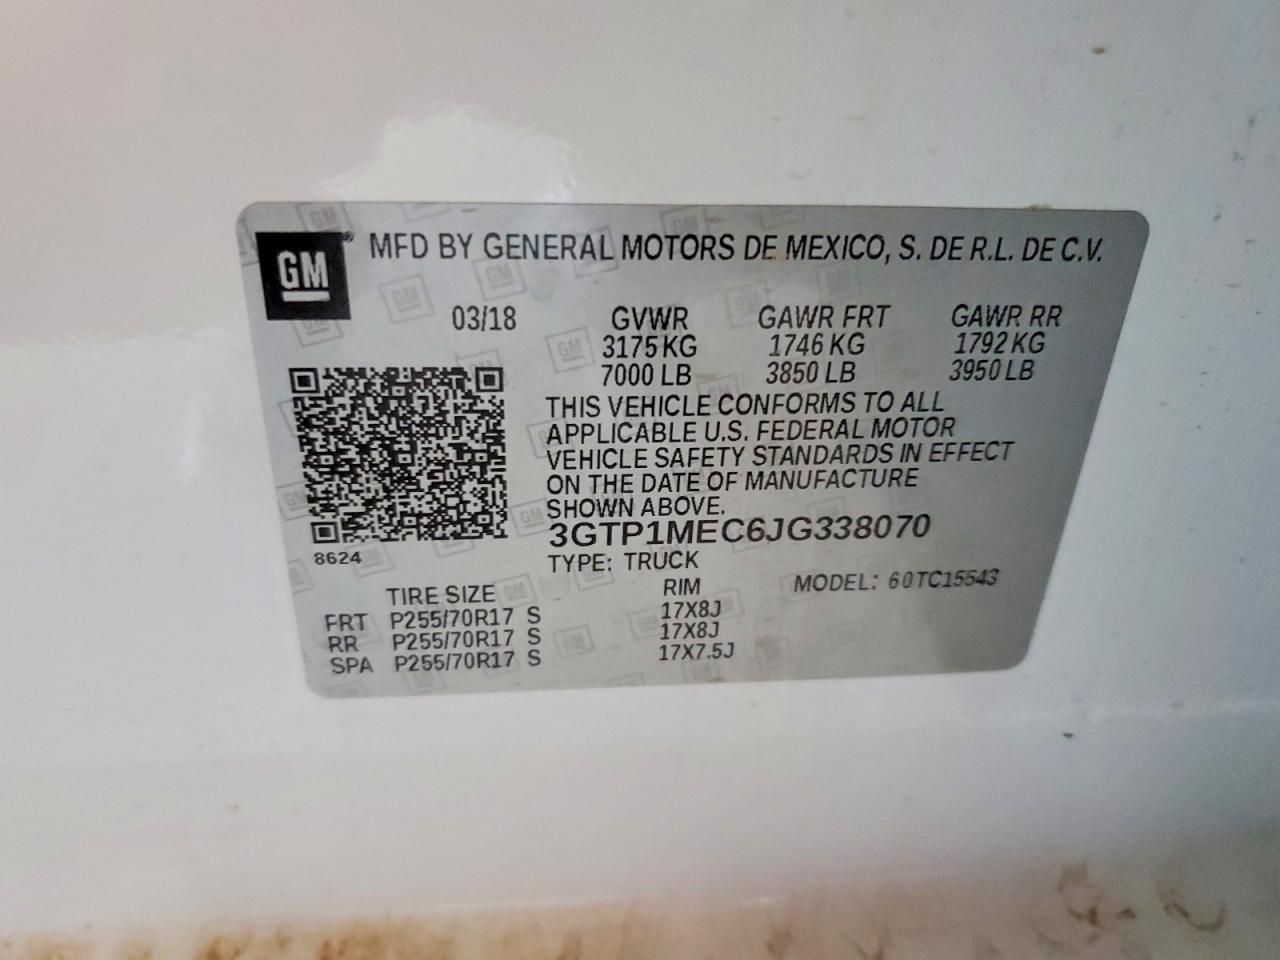 GM® MFD BY GENERAL MOTORS DE MEXICO, S. DE R.L. DE C.V.
03/18 GVWR GAWR FRT GAWR RR
3175 KG 1746 KG 1792 KG
7000 LB 3850 LB 3950 LB
THIS VEHICLE CONFORMS TO ALL
APPLICABLE U.S. FEDERAL MOTOR
VEHICLE SAFETY STANDARDS IN EFFECT
ON THE DATE OF MANUFACTURE
SHOWN ABOVE.
3GTP1MEC6JG338070
8624
TYPE: TRUCK
MODEL: 60TC15543
TIRE SIZE RIM
FRT P255/70R17 S 17X8J
RR P255/70R17 S 17X8J
SPA P255/70R17 S 17X7.5J